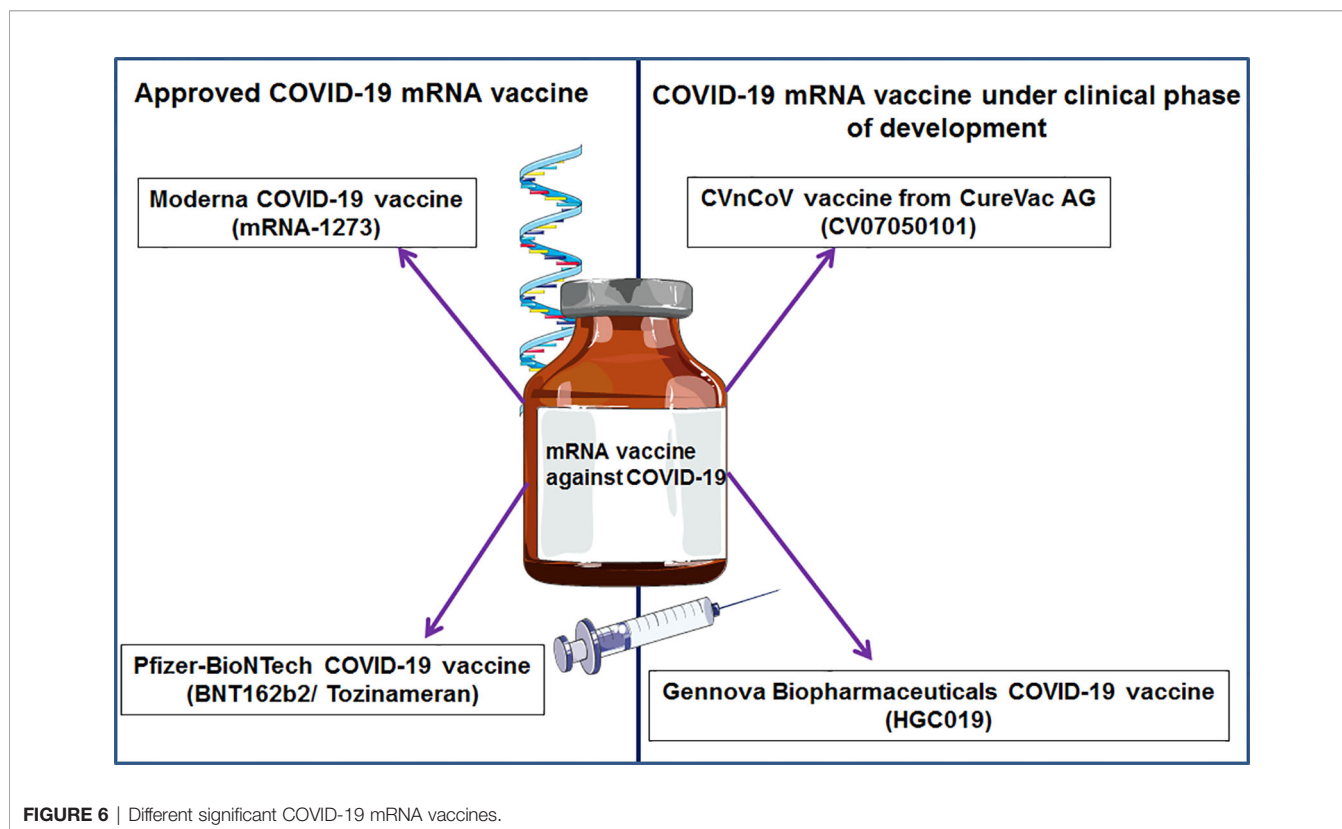 Approved COVID-19 mRNA vaccine
Moderna COVID-19 vaccine
(mRNA-1273)
Pfizer-BioNTech COVID-19 vaccine
(BNT162b2/ Tozinameran)
mRNA vaccine
against COVID-19
COVID-19 mRNA vaccine under clinical phase
of development
CVnCoV vaccine from CureVac AG
(CV07050101)
Gennova Biopharmaceuticals COVID-19 vaccine
(HGC019)
FIGURE 6 | Different significant COVID-19 mRNA vaccines.